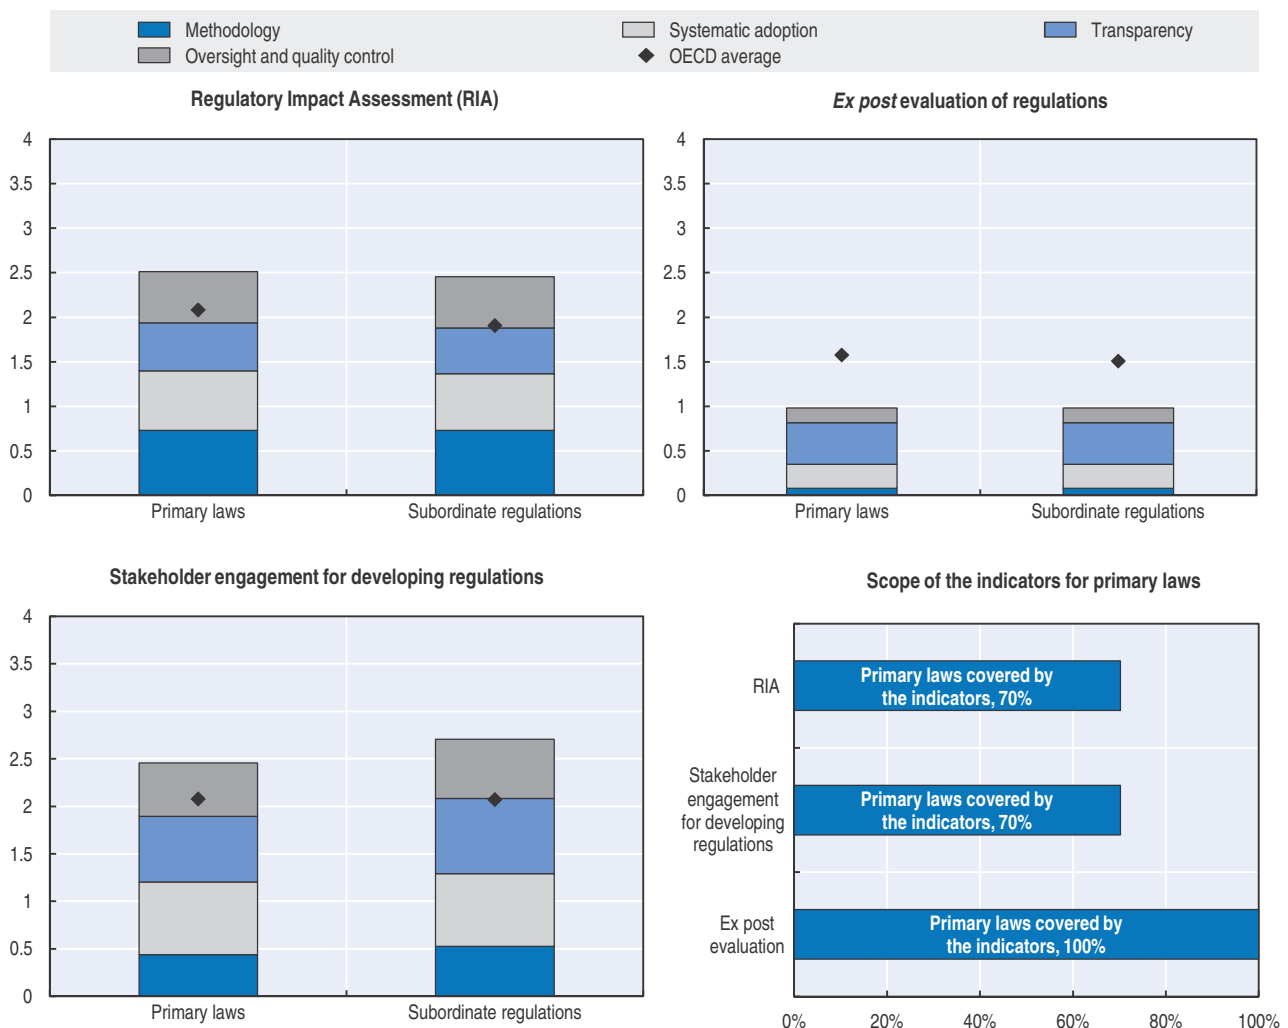 Methodology
Systematic adoption
Transparency
Oversight and quality control
OECD average
Regulatory Impact Assessment (RIA)
4
3.5
3
2.5
2
1.5
1
0.5
0
Primary laws
Subordinate regulations
Ex post evaluation of regulations
4
3.5
3
2.5
2
1.5
1
0.5
0
Primary laws
Subordinate regulations
Stakeholder engagement for developing regulations
4
3.5
3
2.5
2
1.5
1
0.5
0
Primary laws
Subordinate regulations
Scope of the indicators for primary laws
RIA
Primary laws covered by
the indicators, 70%
Stakeholder
engagement
for developing
regulations
Primary laws covered by
the indicators, 70%
Ex post
evaluation
Primary laws covered by
the indicators, 100%
0%
20%
40%
60%
80%
100%